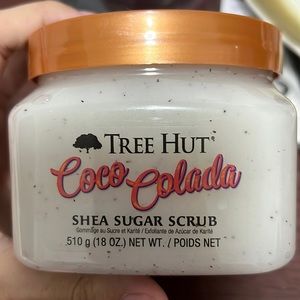 TREE HUT
Coco Colada
SHEA SUGAR SCRUB
Gommage au Sucre et Karité / Exfoliante de Azúcar de Karité
510 g (18 OZ.) NET WT. / POIDS NET